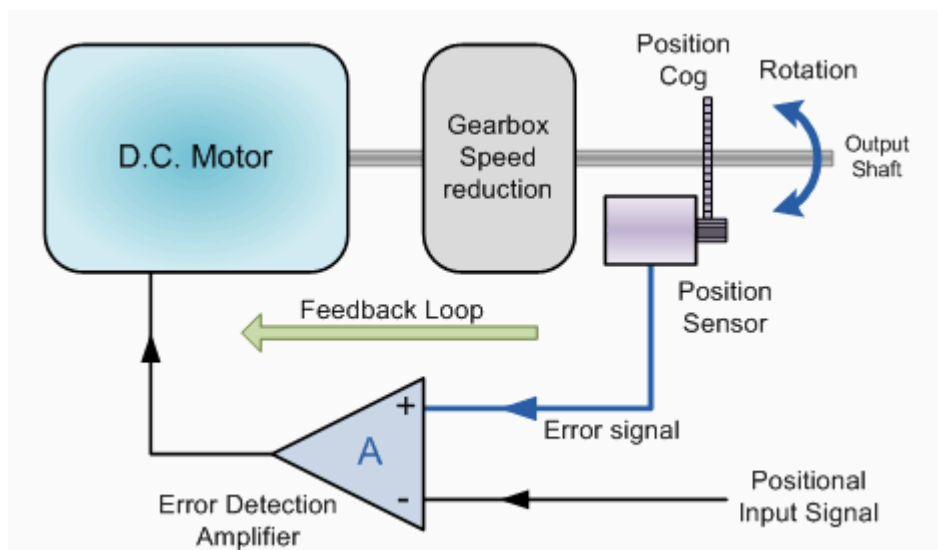 D.C. Motor
Gearbox
Speed
reduction
Position
Cog
Rotation
Output
Shaft
Position
Sensor
Feedback Loop
Error signal
+
A
-
Error Detection
Amplifier
Positional
Input Signal